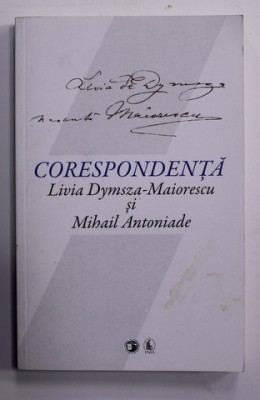 Livia de Dymsza
Maiorescu
CORESPONDENȚĂ
Livia Dymsza-Maiorescu
și
Mihail Antoniade